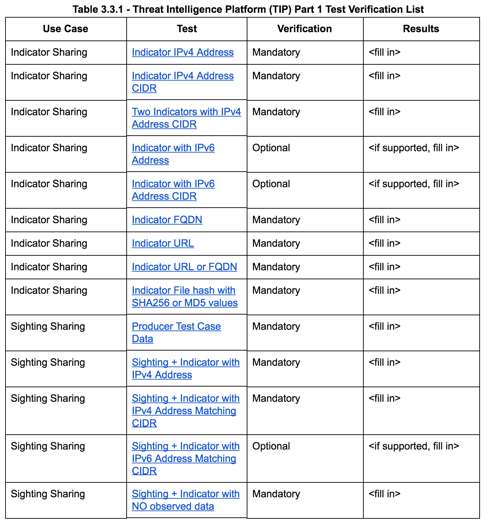 Table 3.3.1 - Threat Intelligence Platform (TIP) Part 1 Test Verification List
Use Case Test Verification Results
Indicator Sharing Indicator IPv4 Address Mandatory <fill in>
Indicator Sharing Indicator IPv4 Address Mandatory <fill in>
CIDR
Indicator Sharing Two Indicators with IPv4 Mandatory <fill in>
Address CIDR
Indicator Sharing Indicator with IPv6 Optional <if supported, fill in>
Address
Indicator Sharing Indicator with IPv6 Optional <if supported, fill in>
Address CIDR
Indicator Sharing Indicator FQDN Mandatory <fill in>
Indicator Sharing Indicator URL Mandatory <fill in>
Indicator Sharing Indicator URL or FQDN Mandatory <fill in>
Indicator Sharing Indicator File hash with Mandatory <fill in>
SHA256 or MD5 values
Sighting Sharing Producer Test Case Mandatory <fill in>
Data
Sighting Sharing Sighting + Indicator with Mandatory <fill in>
IPv4 Address
Sighting Sharing Sighting + Indicator with Mandatory <fill in>
IPv4 Address Matching
CIDR
Sighting Sharing Sighting + Indicator with Optional <if supported, fill in>
IPv6 Address Matching
CIDR
Sighting Sharing Sighting + Indicator with Mandatory <fill in>
NO observed data